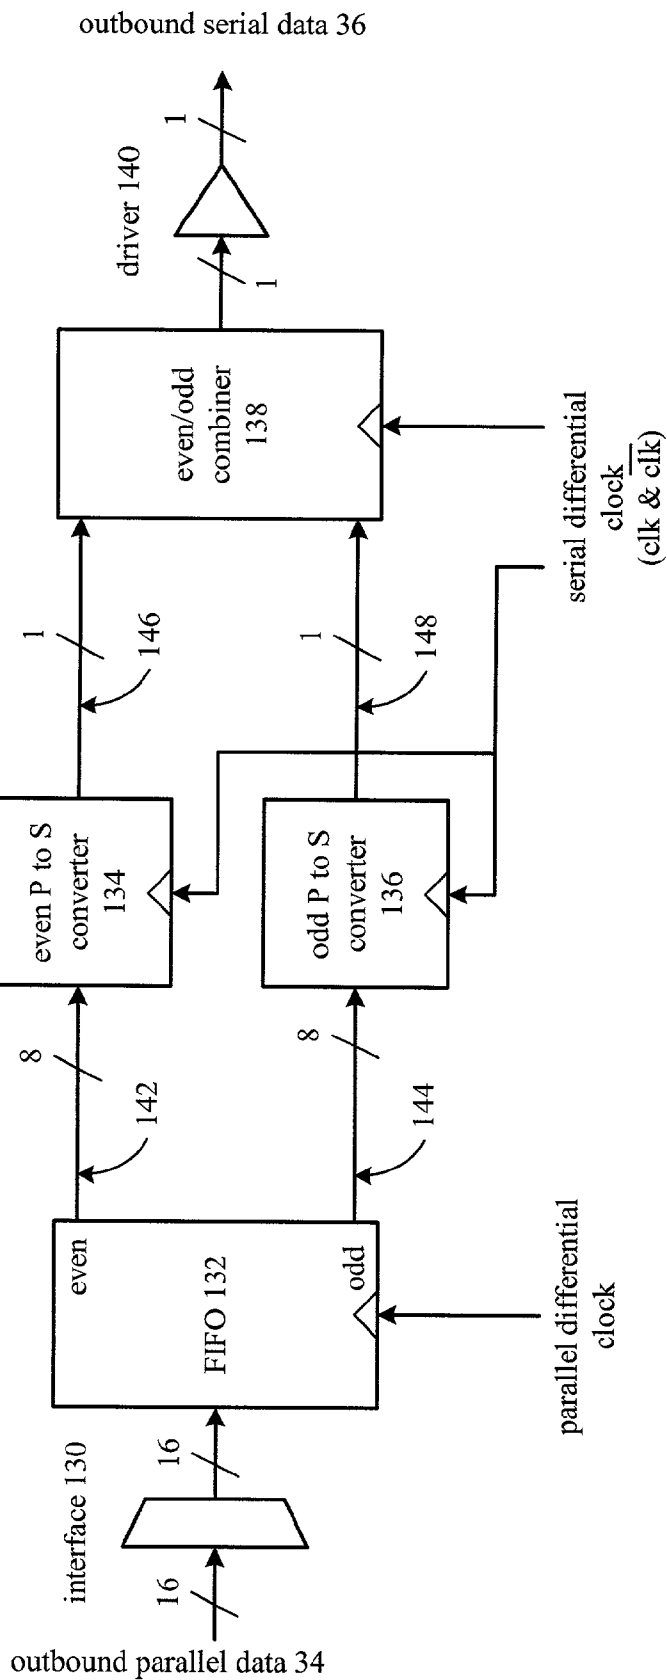 outbound serial data 36
1
driver 140
1
even/odd
combiner
138
serial differential
clock
(clk & clk)
1
146
1
148
even P to S
converter
134
odd P to S
converter
136
8
142
8
144
even
FIFO 132
odd
parallel differential
clock
16
interface 130
16
outbound parallel data 34